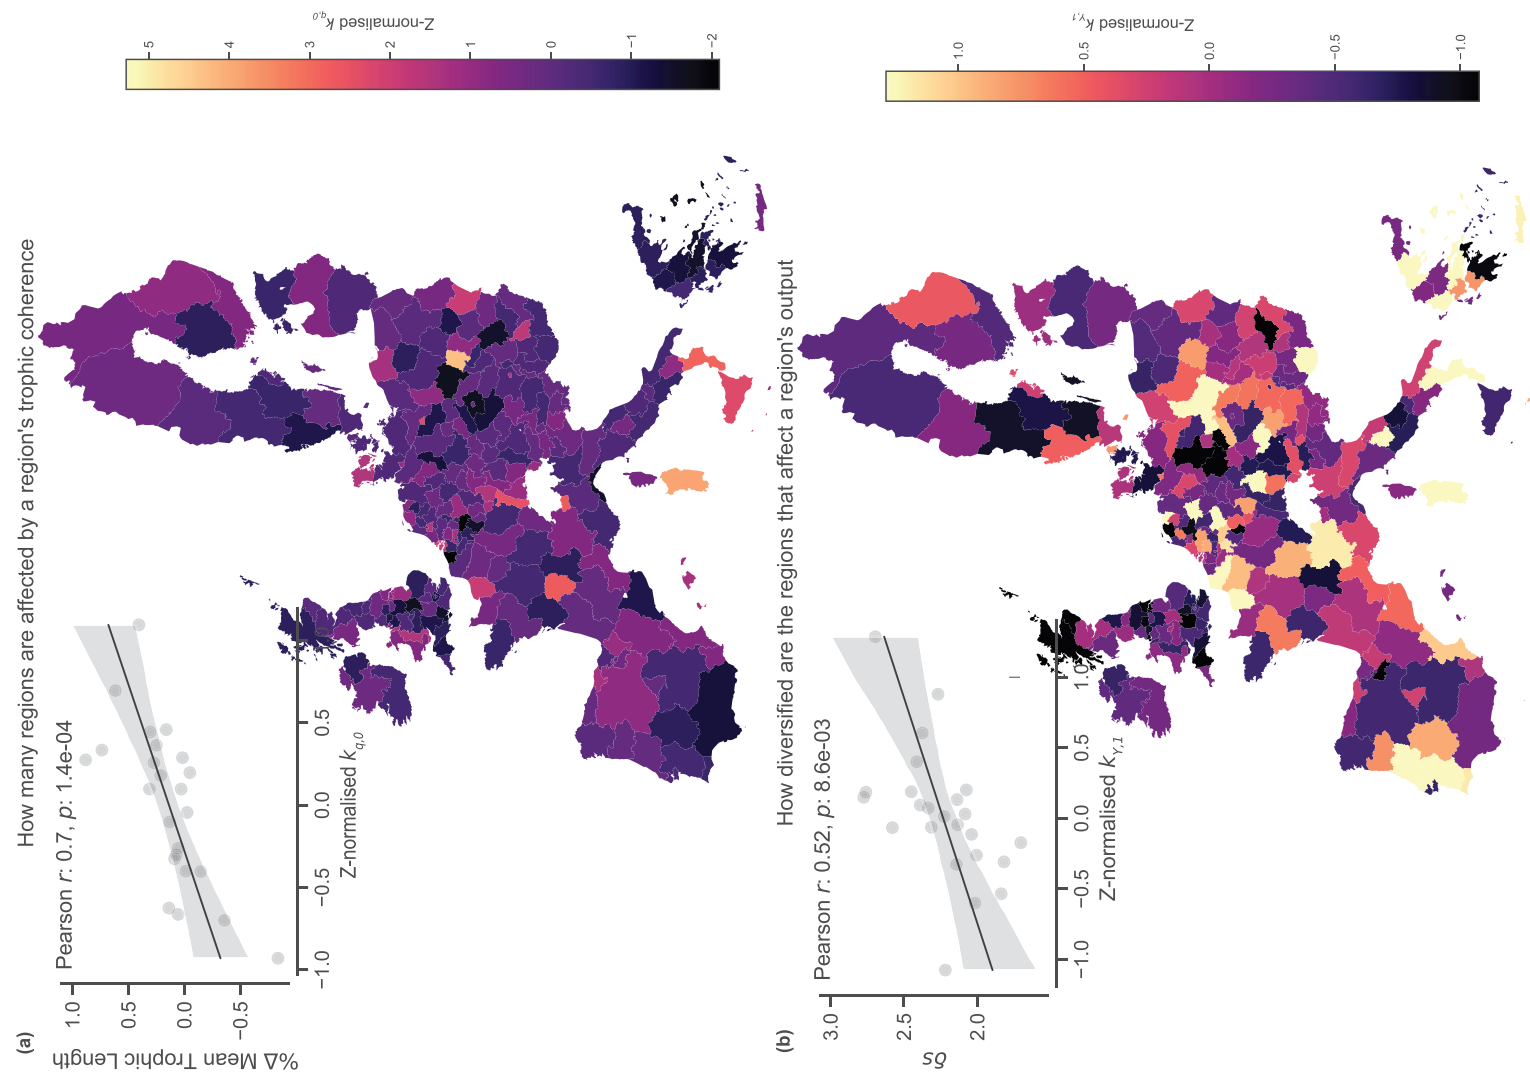 (a)
How many regions are affected by a region's trophic coherence
Pearson r: 0.7, p: 1.4e-04
%Δ Mean Trophic Length
1.0
0.5
0.0
−0.5
−1.0 −0.5 0.0 0.5
Z-normalised kq,0
5 4 3 2 1 0 −1 −2
Z-normalised kq,0
(b)
How diversified are the regions that affect a region's output
Pearson r: 0.52, p: 8.6e-03
δs
3.0
2.5
2.0
−1.0 −0.5 0.0 0.5 1.0
Z-normalised kY,1
1.0 0.5 0.0 −0.5 −1.0
Z-normalised kY,1